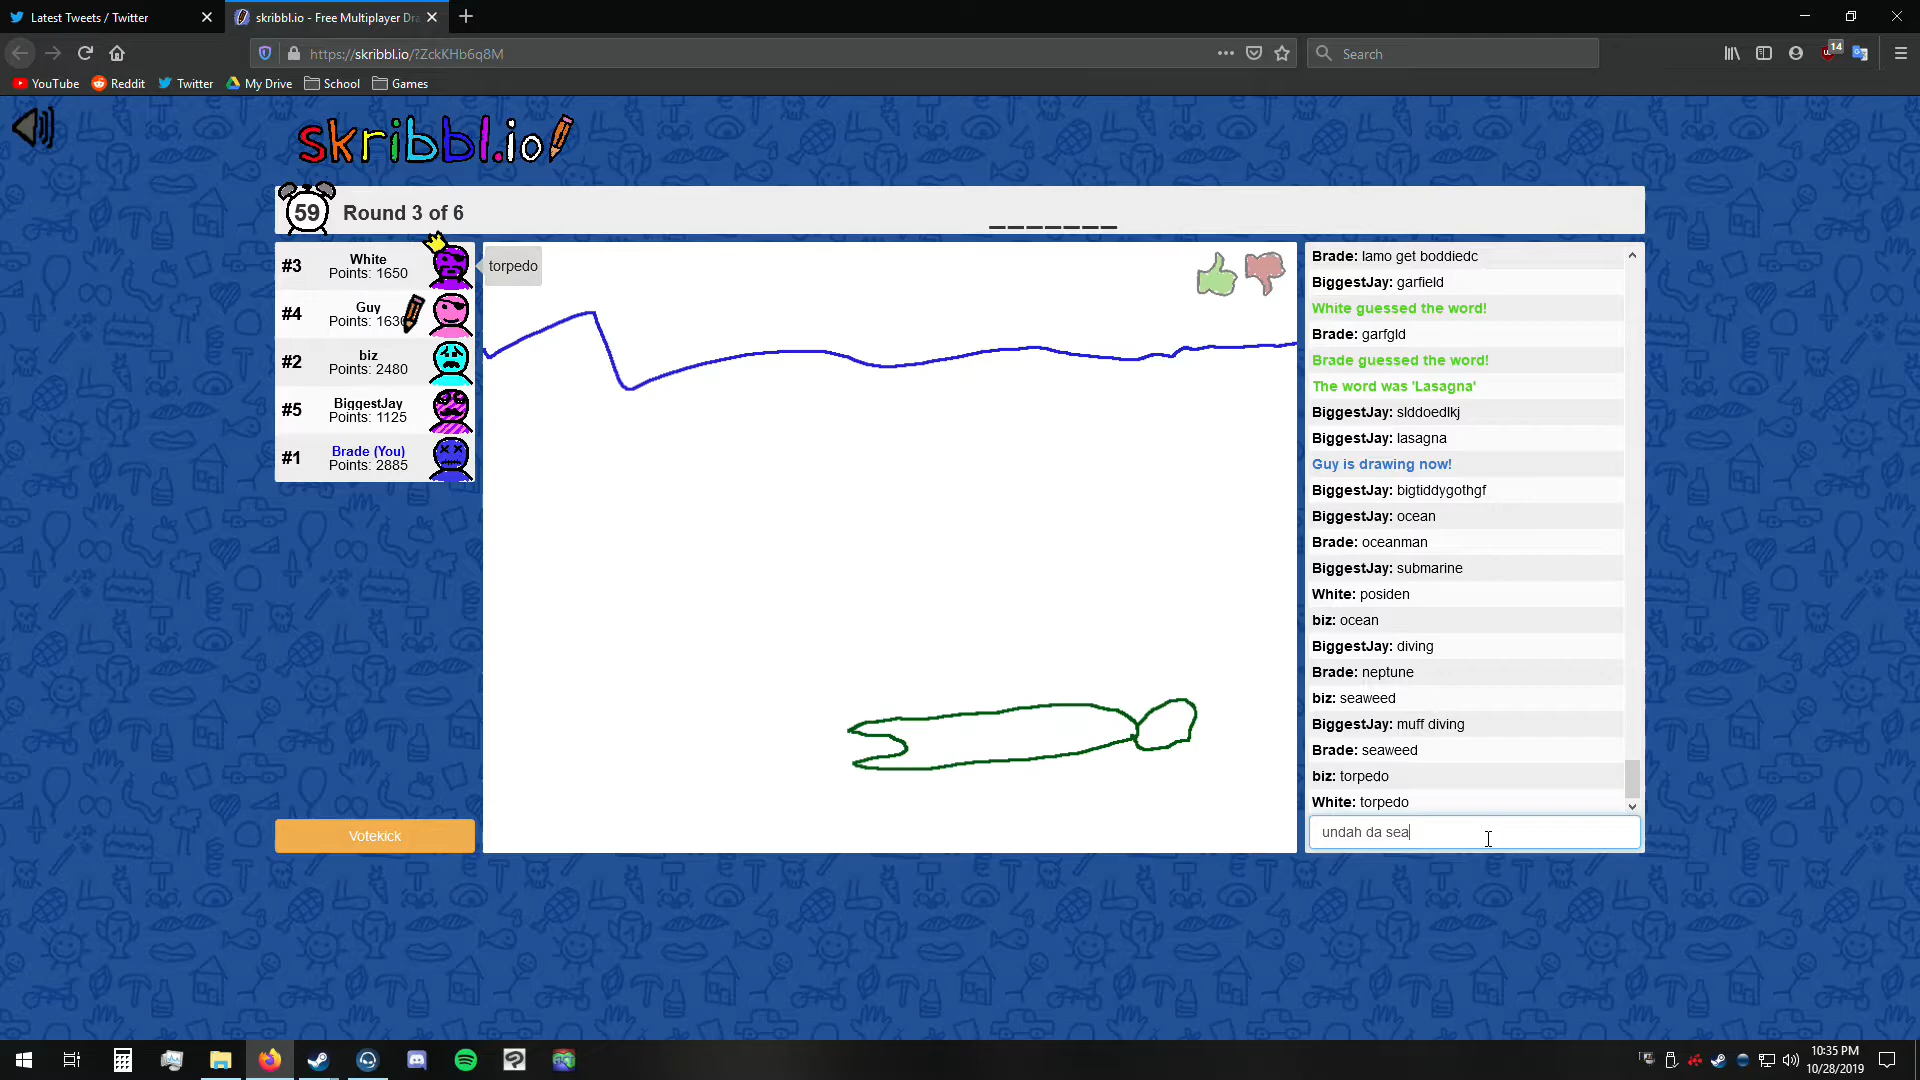 Latest Tweets / Twitter
skribbl.io - Free Multiplayer Dra
https://skribbl.io/?ZckKHb6q8M
Search
14
YouTube
Reddit
Twitter
My Drive
School
Games
skribbl.io
59
Round 3 of 6
_ _ _ _ _ _ _
#3
White
Points: 1650
torpedo
#4
Guy
Points: 1630
#2
biz
Points: 2480
#5
BiggestJay
Points: 1125
#1
Brade (You)
Points: 2885
Votekick
Brade: lamo get boddiedc
BiggestJay: garfield
White guessed the word!
Brade: garfgld
Brade guessed the word!
The word was 'Lasagna'
BiggestJay: slddoedlkj
BiggestJay: lasagna
Guy is drawing now!
BiggestJay: bigtiddygothgf
BiggestJay: ocean
Brade: oceanman
BiggestJay: submarine
White: posiden
biz: ocean
BiggestJay: diving
Brade: neptune
biz: seaweed
BiggestJay: muff diving
Brade: seaweed
biz: torpedo
White: torpedo
undah da sea
10:35 PM
10/28/2019